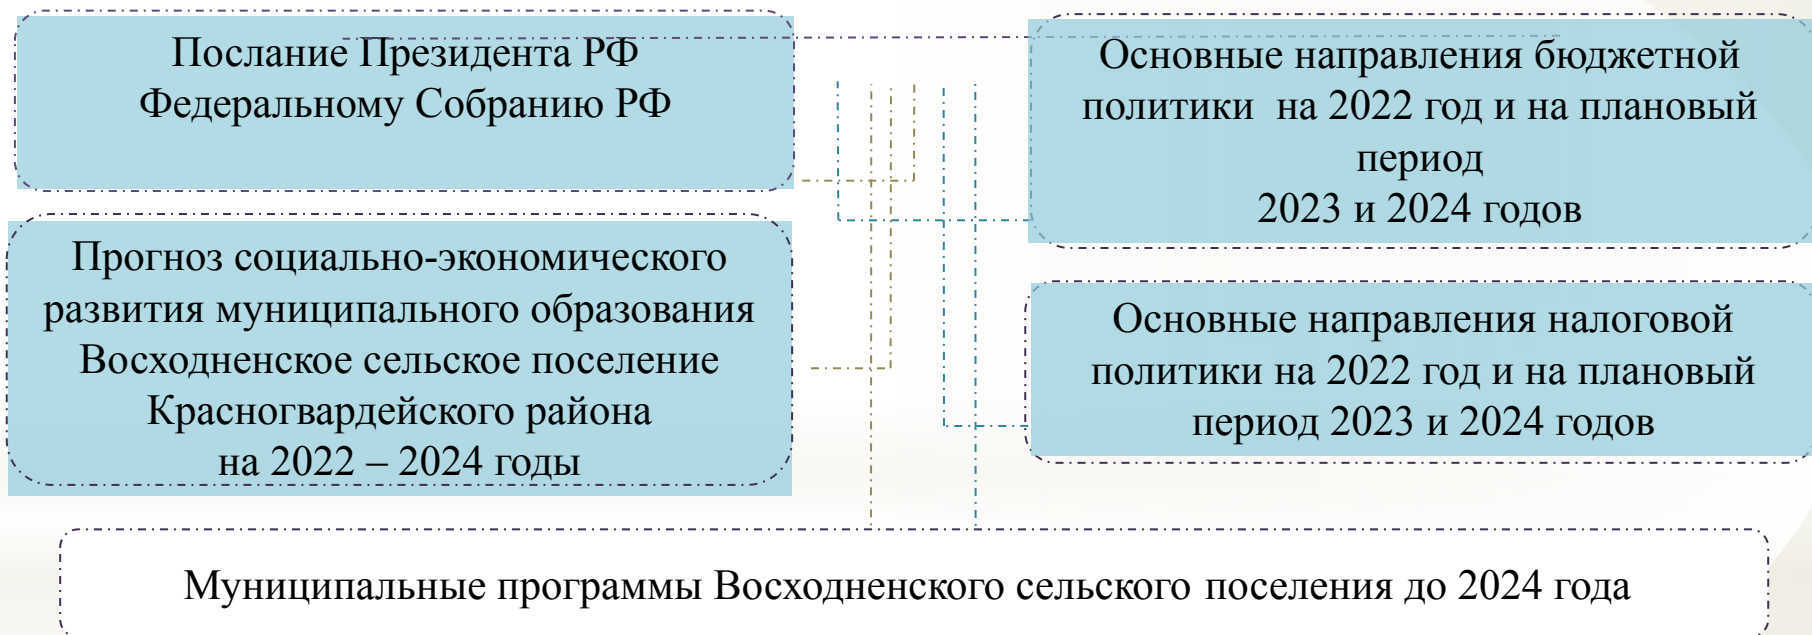 Послание Президента РФ
Федеральному Собранию РФ
Основные направления бюджетной
политики на 2022 год и на плановый
период
2023 и 2024 годов
Прогноз социально-экономического
развития муниципального образования
Восходненское сельское поселение
Красногвардейского района
на 2022 – 2024 годы
Основные направления налоговой
политики на 2022 год и на плановый
период 2023 и 2024 годов
Муниципальные программы Восходненского сельского поселения до 2024 года